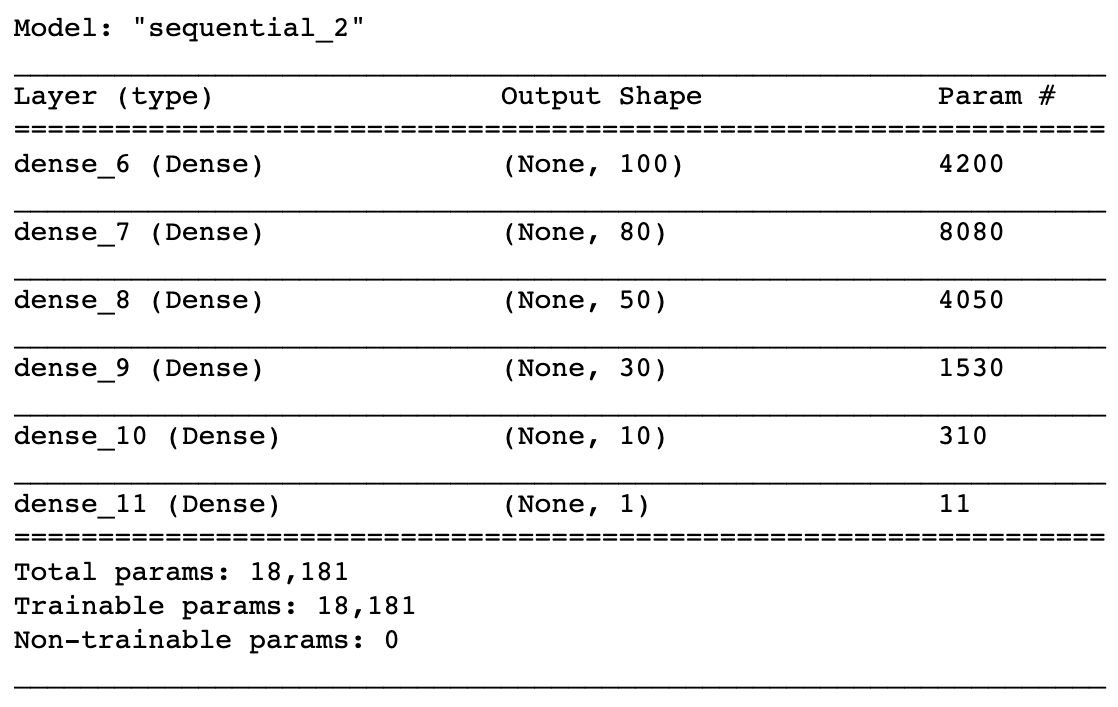 Model: "sequential_2"
Layer (type) Output Shape Param #
=================================================================
dense_6 (Dense) (None, 100) 4200
dense_7 (Dense) (None, 80) 8080
dense_8 (Dense) (None, 50) 4050
dense_9 (Dense) (None, 30) 1530
dense_10 (Dense) (None, 10) 310
dense_11 (Dense) (None, 1) 11
=================================================================
Total params: 18,181
Trainable params: 18,181
Non-trainable params: 0